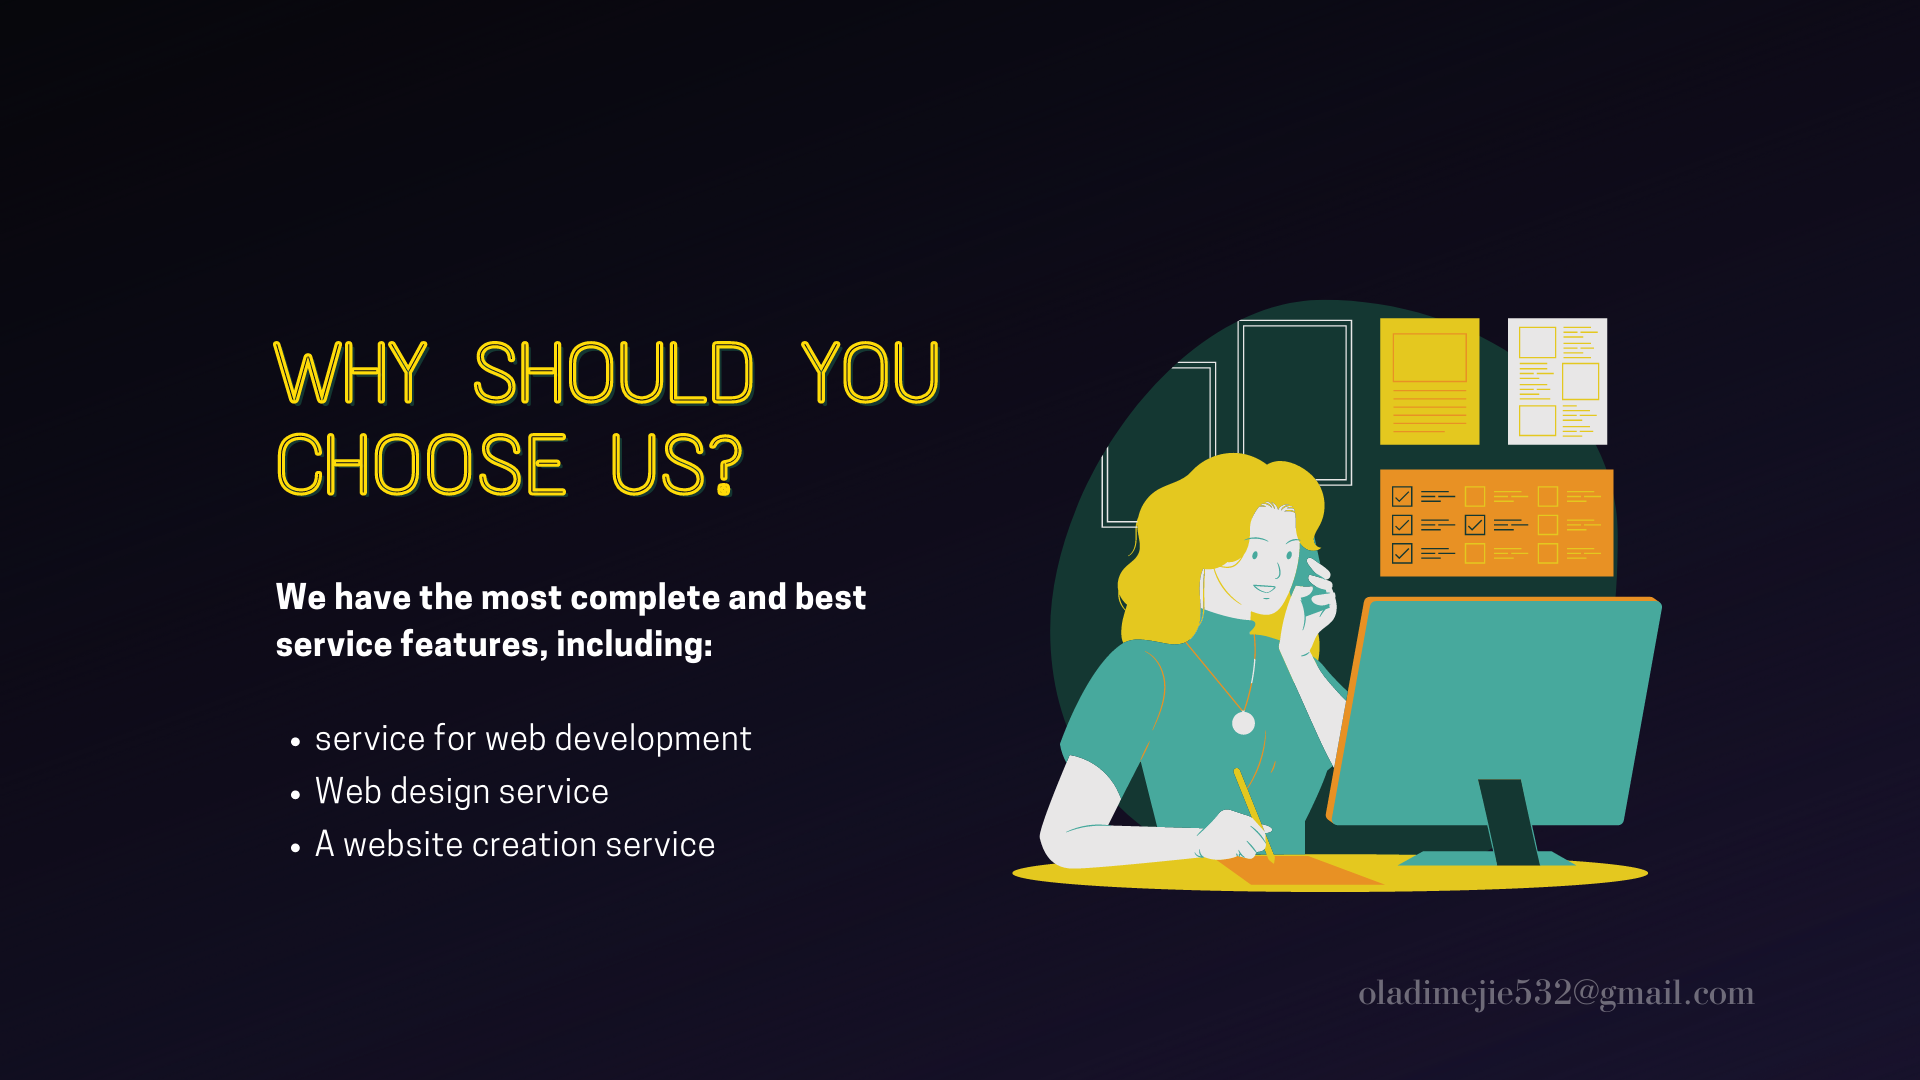 WHY SHOULD YOU
CHOOSE US?
We have the most complete and best
service features, including:
• service for web development
• Web design service
• A website creation service
oladimejie532@gmail.com